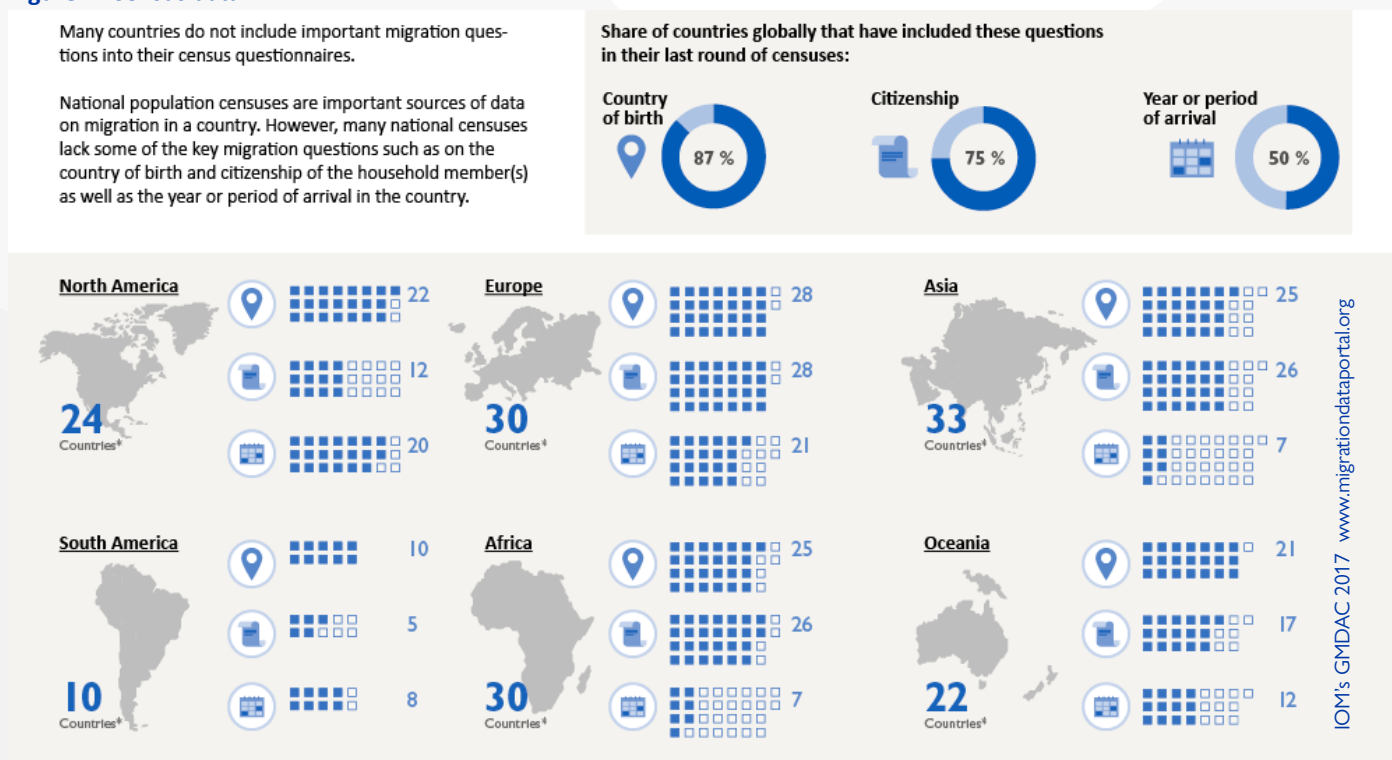 Many countries do not include important migration ques-
tions into their census questionnaires.
National population censuses are important sources of data
on migration in a country. However, many national censuses
lack some of the key migration questions such as on the
country of birth and citizenship of the household member(s)
as well as the year or period of arrival in the country.
Share of countries globally that have included these questions
in their last round of censuses:
Country
of birth
87 %
Citizenship
75 %
Year or period
of arrival
50 %
North America
22
12
20
24
Countries⁴
Europe
28
28
21
30
Countries⁴
Asia
25
26
7
33
Countries⁴
South America
10
5
8
10
Countries⁴
Africa
25
26
7
30
Countries⁴
Oceania
21
17
12
22
Countries⁴
IOM's GMDAC 2017 www.migrationdataportal.org